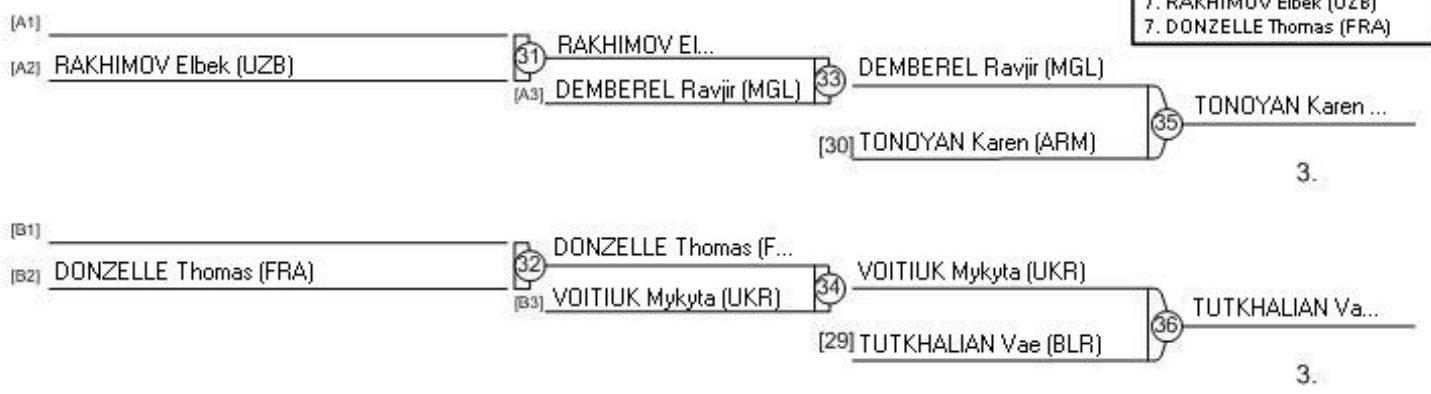 7. RAKHIMOV Elbek (UZB)
7. DONZELLE Thomas (FRA)
[A1]
[A2] RAKHIMOV Elbek (UZB)
31
RAKHIMOV El...
[A3] DEMBEREL Ravjir (MGL)
33
DEMBEREL Ravjir (MGL)
[30] TONOYAN Karen (ARM)
35
TONOYAN Karen ...
3.
[B1]
[B2] DONZELLE Thomas (FRA)
32
DONZELLE Thomas (F...
[B3] VOITIUK Mykyta (UKR)
34
VOITIUK Mykyta (UKR)
[29] TUTKHALIAN Vae (BLR)
36
TUTKHALIAN Va...
3.